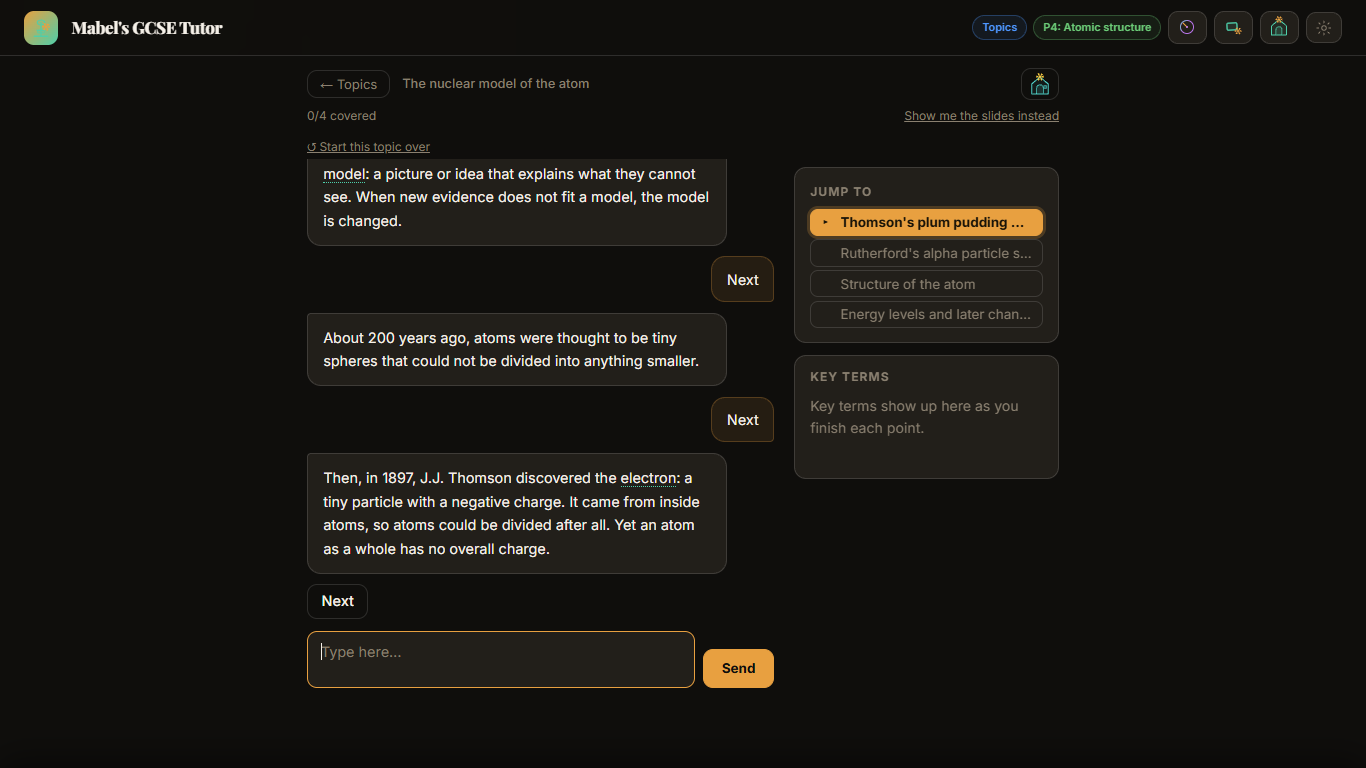 Mabel's GCSE Tutor
Topics
P4: Atomic structure
← Topics
The nuclear model of the atom
0/4 covered
Show me the slides instead
↺ Start this topic over
model: a picture or idea that explains what they cannot
see. When new evidence does not fit a model, the model
is changed.
Next
About 200 years ago, atoms were thought to be tiny
spheres that could not be divided into anything smaller.
Next
Then, in 1897, J.J. Thomson discovered the electron: a
tiny particle with a negative charge. It came from inside
atoms, so atoms could be divided after all. Yet an atom
as a whole has no overall charge.
Next
Type here...
Send
JUMP TO
Thomson's plum pudding ...
Rutherford's alpha particle s...
Structure of the atom
Energy levels and later chan...
KEY TERMS
Key terms show up here as you
finish each point.